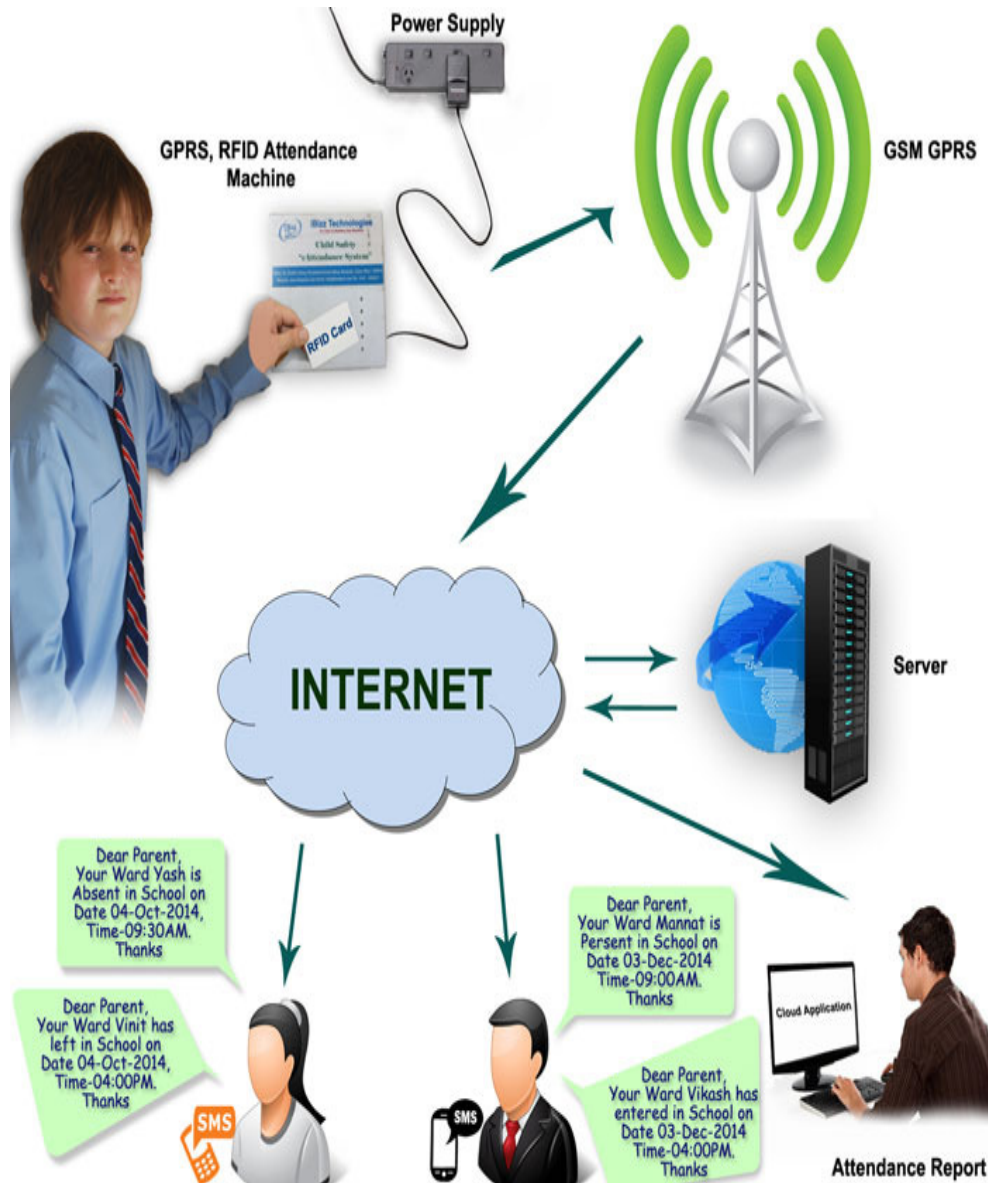 Power Supply
GPRS, RFID Attendance
Machine
GSM GPRS
iWizz Technologies
Child Safety
"eAttendance System"
RFID Card
INTERNET
Server
Dear Parent,
Your Ward Yash is
Absent in School on
Date 04-Oct-2014,
Time-09:30AM.
Thanks
Dear Parent,
Your Ward Vinit has
left in School on
Date 04-Oct-2014,
Time-04:00PM.
Thanks
SMS
Dear Parent,
Your Ward Mannat is
Persent in School on
Date 03-Dec-2014
Time-09:00AM.
Thanks
SMS
Dear Parent,
Your Ward Vikash has
entered in School on
Date 03-Dec-2014
Time-04:00PM.
Thanks
Cloud Application
Attendance Report